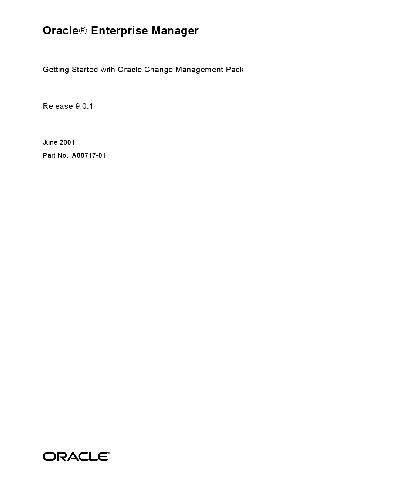 Oracle® Enterprise Manager
Getting Started with Oracle Change Management Pack
Release 9.0.1
June 2001
Part No. A88717-01
ORACLE®